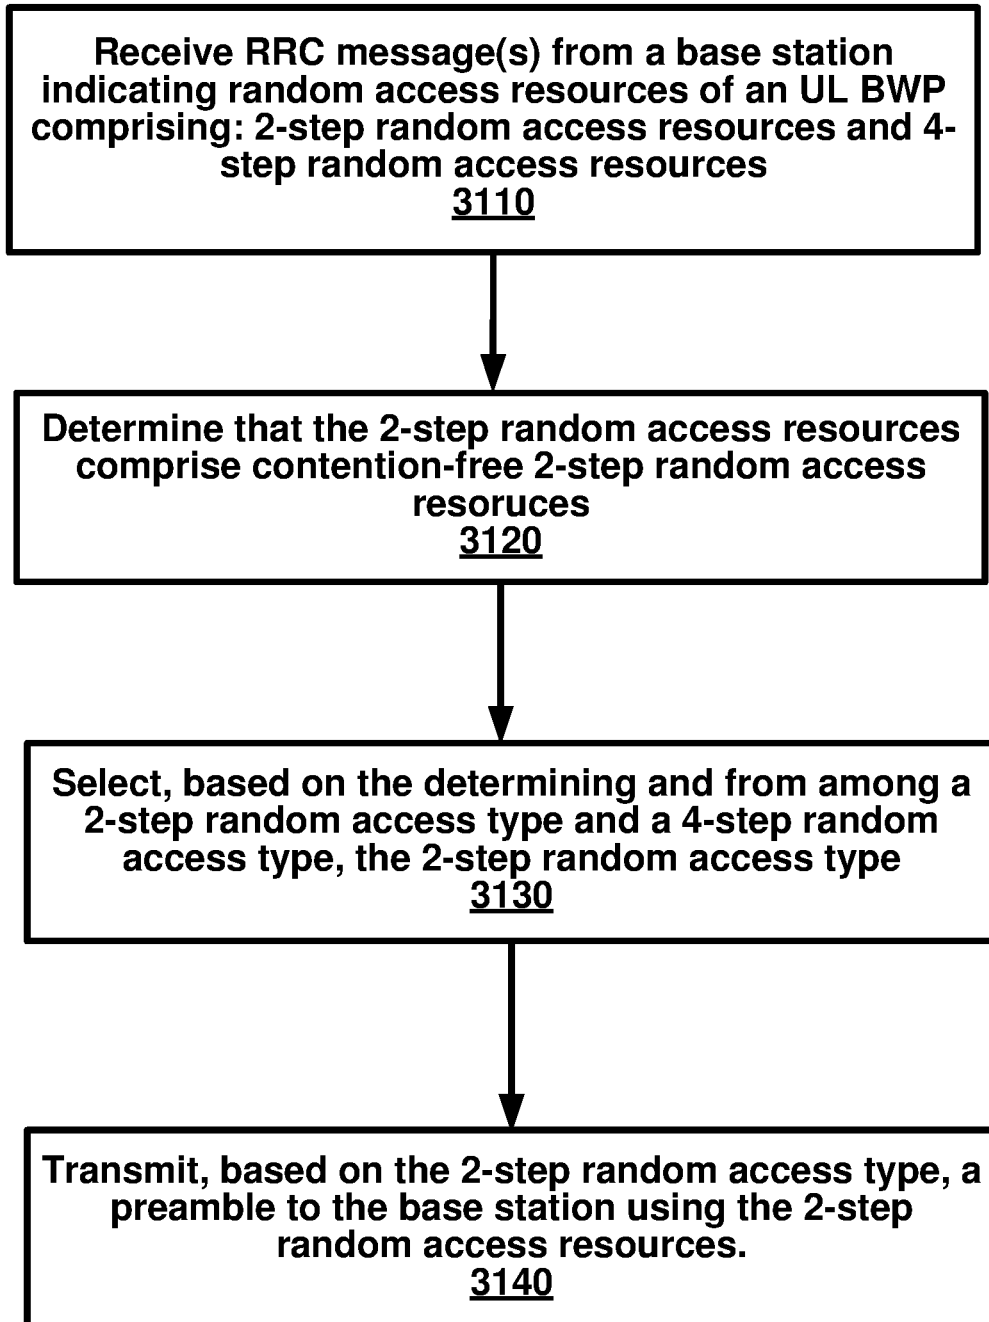 Receive RRC message(s) from a base station
indicating random access resources of an UL BWP
comprising: 2-step random access resources and 4-
step random access resources
3110
Determine that the 2-step random access resources
comprise contention-free 2-step random access
resoruces
3120
Select, based on the determining and from among a
2-step random access type and a 4-step random
access type, the 2-step random access type
3130
Transmit, based on the 2-step random access type, a
preamble to the base station using the 2-step
random access resources.
3140